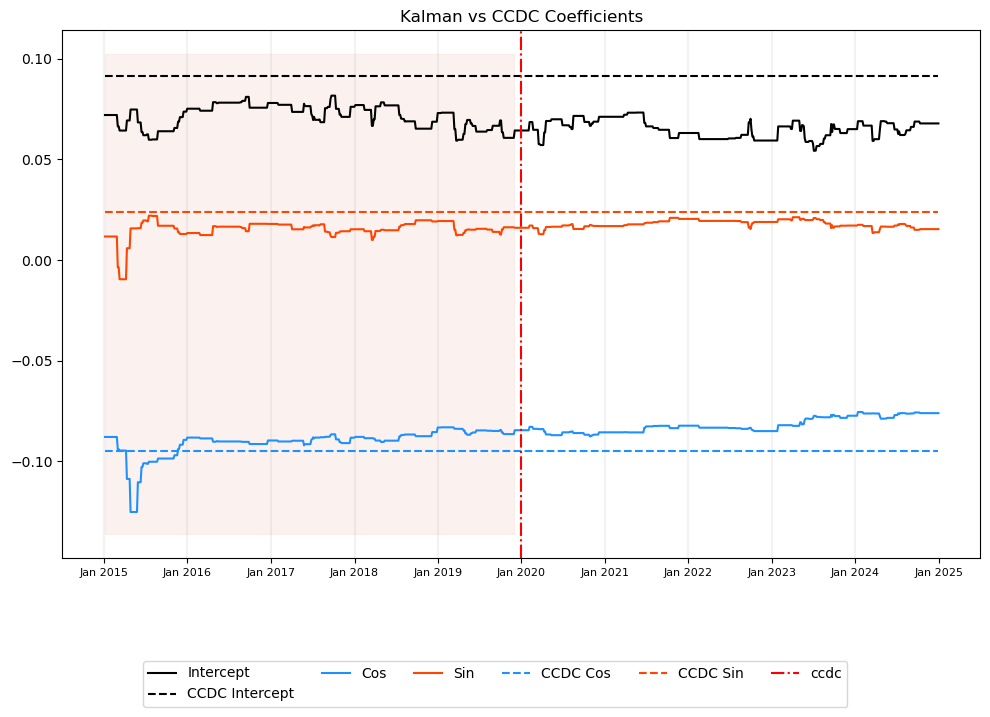 Kalman vs CCDC Coefficients
0.10
0.05
0.00
−0.05
−0.10
Jan 2015 Jan 2016 Jan 2017 Jan 2018 Jan 2019 Jan 2020 Jan 2021 Jan 2022 Jan 2023 Jan 2024 Jan 2025
Intercept Cos Sin CCDC Cos CCDC Sin ccdc
CCDC Intercept